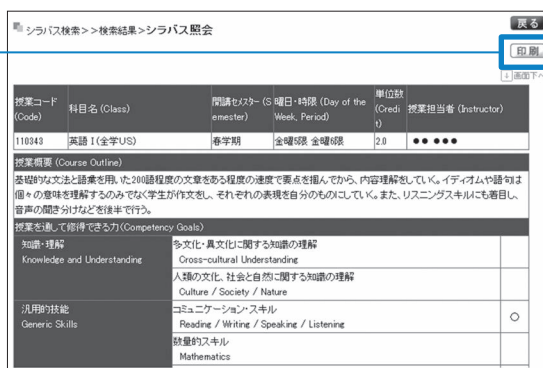 シラバス検索>>検索結果>シラバス照会
戻る
印刷
↓画面下へ
授業コード (Code)
科目名 (Class)
開講セメスター (Semester)
曜日・時限 (Day of the Week, Period)
単位数 (Credit)
授業担当者 (Instructor)
110343 英語Ⅰ(全学US) 春学期 金曜5限 金曜6限 2.0 ●● ●●●
授業概要 (Course Outline)
基礎的な文法と語彙を用いた200語程度の文章をある程度の速度で要点を掴んでから、内容理解をしていく。イディオムや語句は
個々の意味を理解するのみでなく学生が作文をし、それぞれの表現を自分のものにしていく。また、リスニングスキルにも着目し、
音声の聞き分けなどを後半で行う。
授業を通して修得できる力(Competency Goals)
知識・理解
Knowledge and Understanding
多文化・異文化に関する知識の理解
Cross-cultural Understanding
人類の文化、社会と自然に関する知識の理解
Culture / Society / Nature
汎用的技能
Generic Skills
コミュニケーション・スキル
Reading / Writing / Speaking / Listening
○
数量的スキル
Mathematics